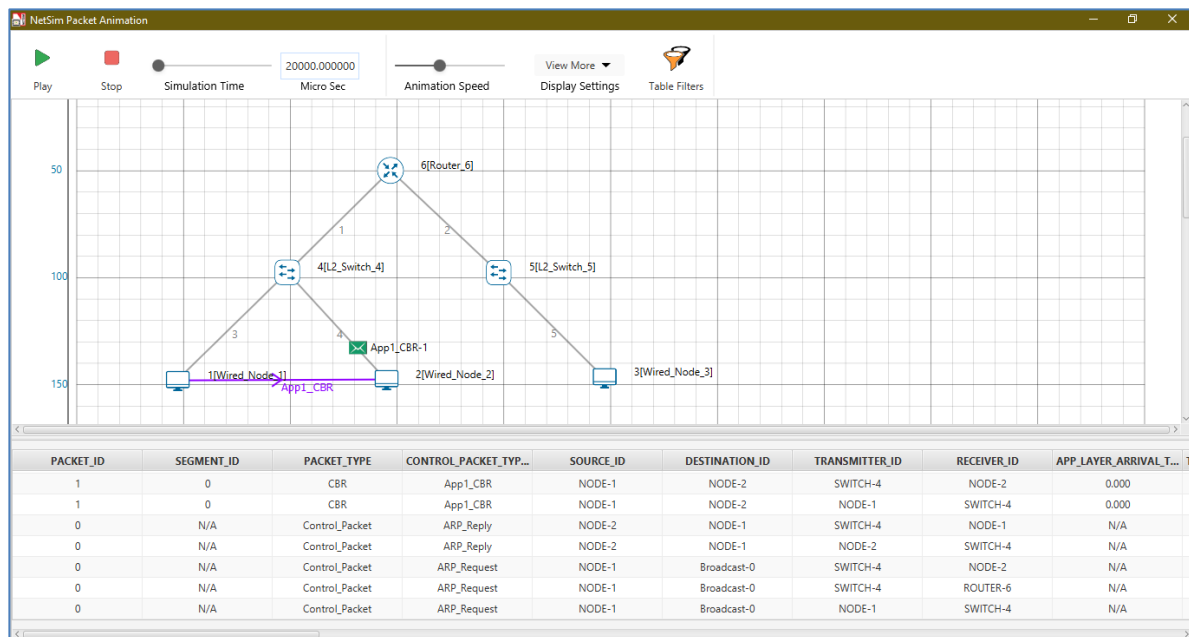 NetSim Packet Animation
20000.000000
View More
Play Stop Simulation Time Micro Sec Animation Speed Display Settings Table Filters
50
6[Router_6]
1 2
100
4[L2_Switch_4] 5[L2_Switch_5]
3 4 5
App1_CBR-1
150
1[Wired_Node_1] 2[Wired_Node_2] 3[Wired_Node_3]
App1_CBR
PACKET_ID SEGMENT_ID PACKET_TYPE CONTROL_PACKET_TYP... SOURCE_ID DESTINATION_ID TRANSMITTER_ID RECEIVER_ID APP_LAYER_ARRIVAL_T...
1 0 CBR App1_CBR NODE-1 NODE-2 SWITCH-4 NODE-2 0.000
1 0 CBR App1_CBR NODE-1 NODE-2 NODE-1 SWITCH-4 0.000
0 N/A Control_Packet ARP_Reply NODE-2 NODE-1 SWITCH-4 NODE-1 N/A
0 N/A Control_Packet ARP_Reply NODE-2 NODE-1 NODE-2 SWITCH-4 N/A
0 N/A Control_Packet ARP_Request NODE-1 Broadcast-0 SWITCH-4 NODE-2 N/A
0 N/A Control_Packet ARP_Request NODE-1 Broadcast-0 SWITCH-4 ROUTER-6 N/A
0 N/A Control_Packet ARP_Request NODE-1 Broadcast-0 NODE-1 SWITCH-4 N/A